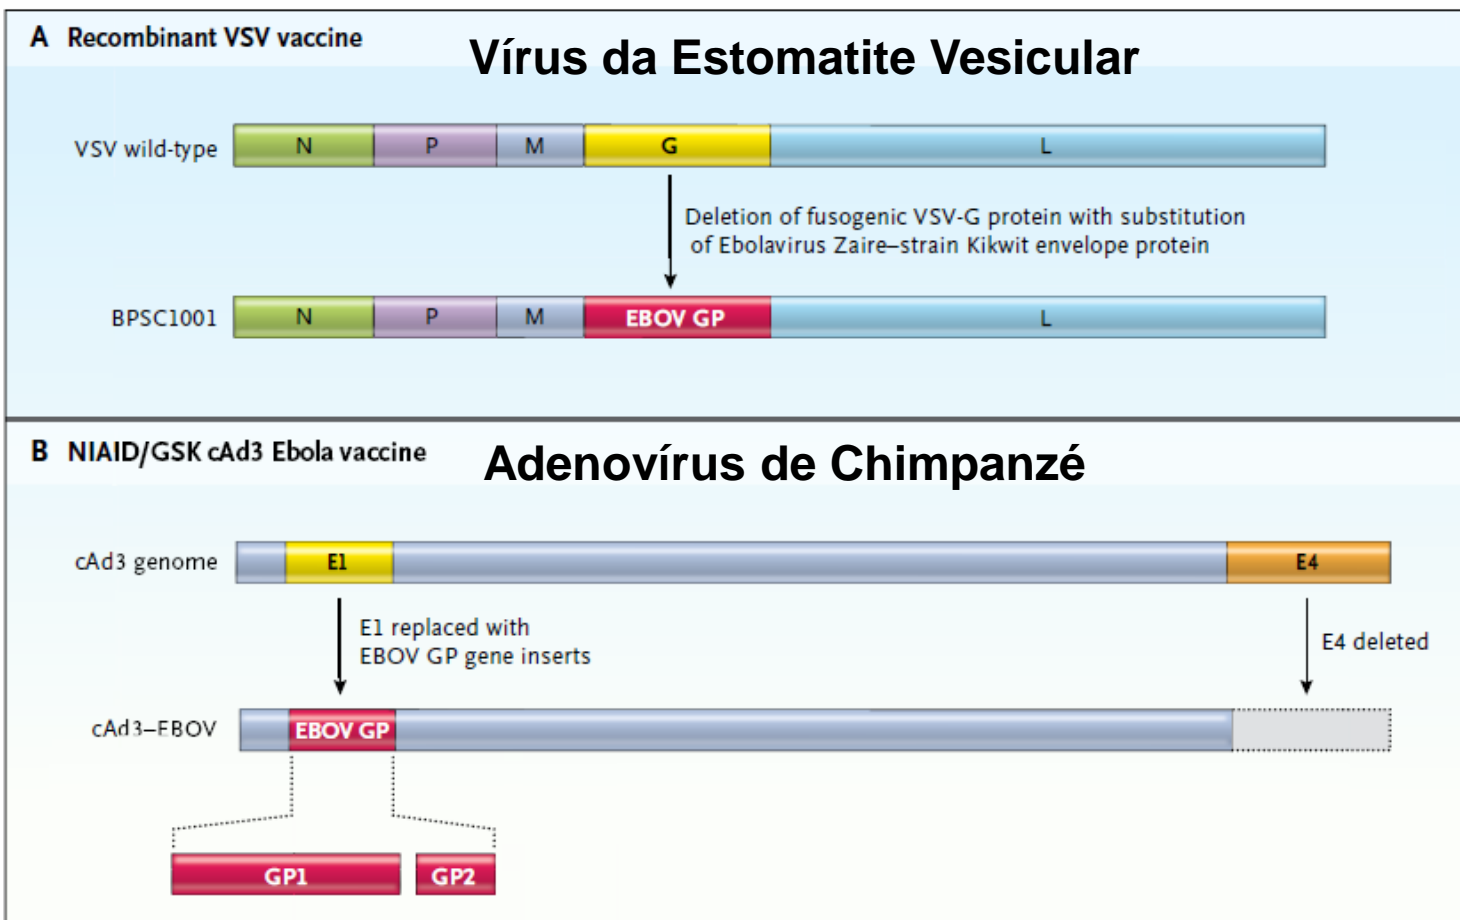 A Recombinant VSV vaccine
Vírus da Estomatite Vesicular
VSV wild-type
N
P
M
G
L
Deletion of fusogenic VSV-G protein with substitution
of Ebolavirus Zaire–strain Kikwit envelope protein
BPSC1001
N
P
M
EBOV GP
L
B NIAID/GSK cAd3 Ebola vaccine
Adenovírus de Chimpanzé
cAd3 genome
E1
E4
E1 replaced with
EBOV GP gene inserts
E4 deleted
cAd3–EBOV
EBOV GP
GP1
GP2